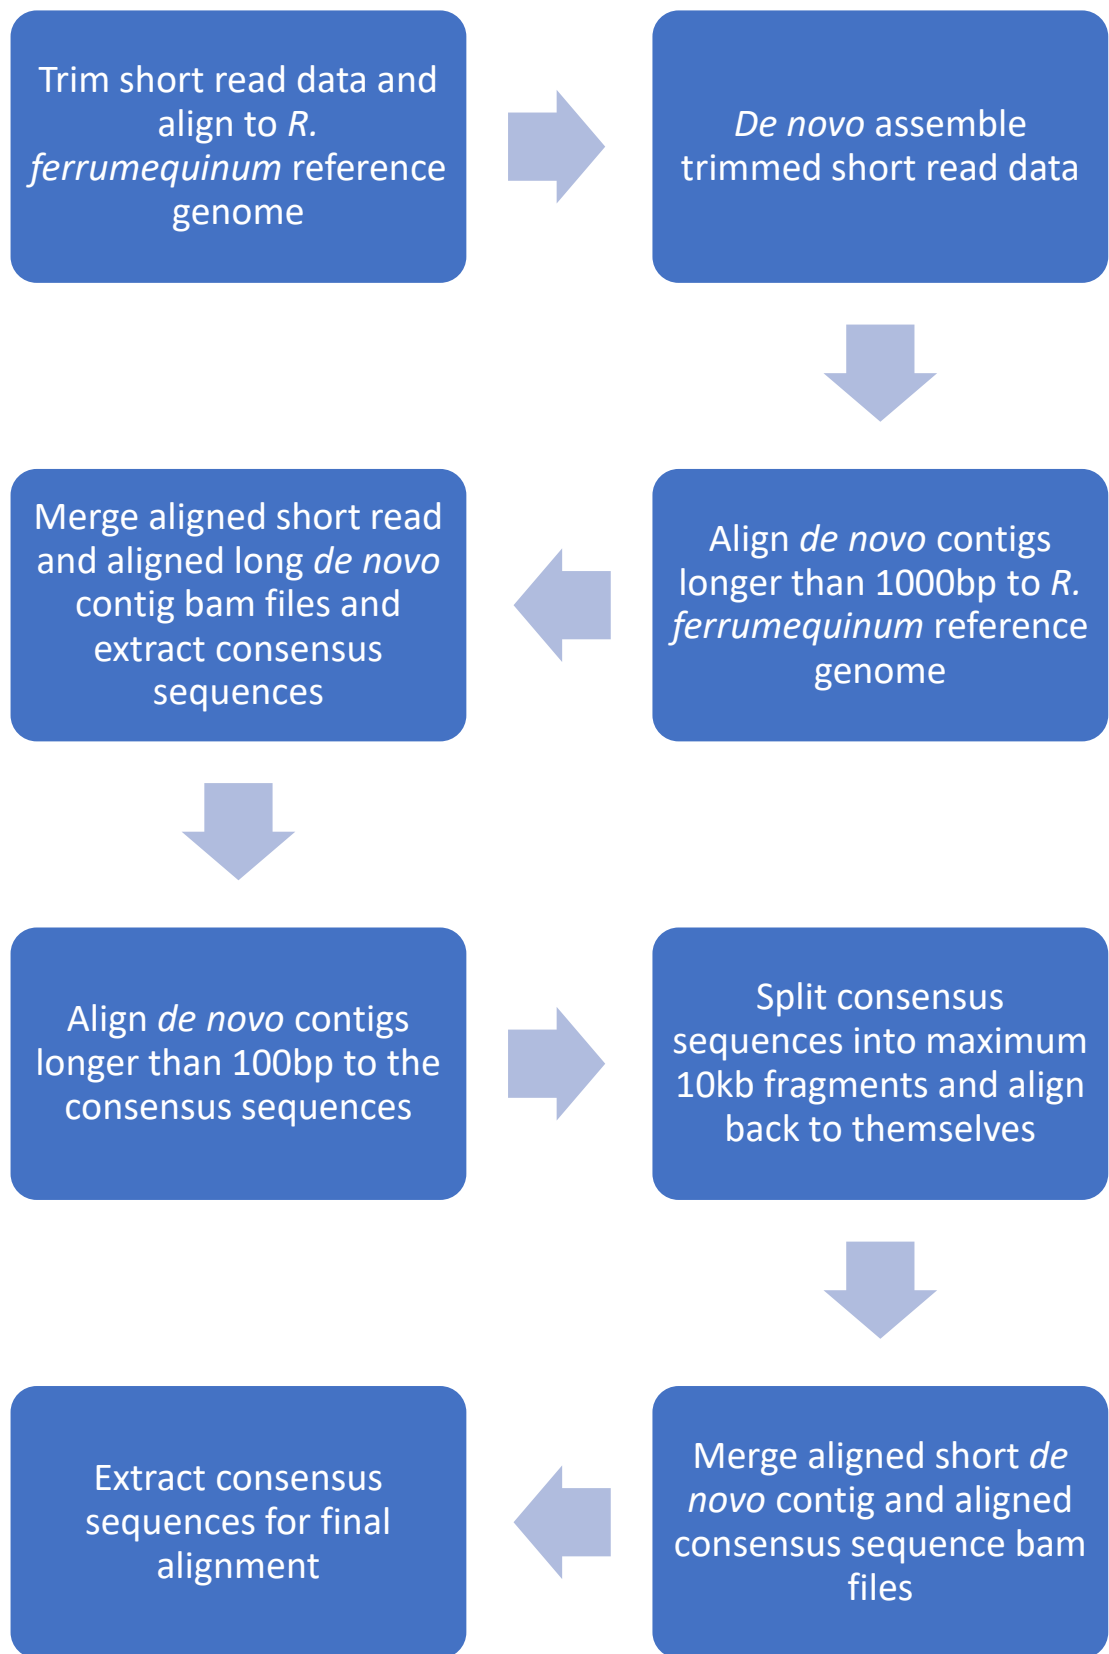 Trim short read data and
align to R.
ferrumequinum reference
genome
De novo assemble
trimmed short read data
Align de novo contigs
longer than 1000bp to R.
ferrumequinum reference
genome
Merge aligned short read
and aligned long de novo
contig bam files and
extract consensus
sequences
Align de novo contigs
longer than 100bp to the
consensus sequences
Split consensus
sequences into maximum
10kb fragments and align
back to themselves
Merge aligned short de
novo contig and aligned
consensus sequence bam
files
Extract consensus
sequences for final
alignment